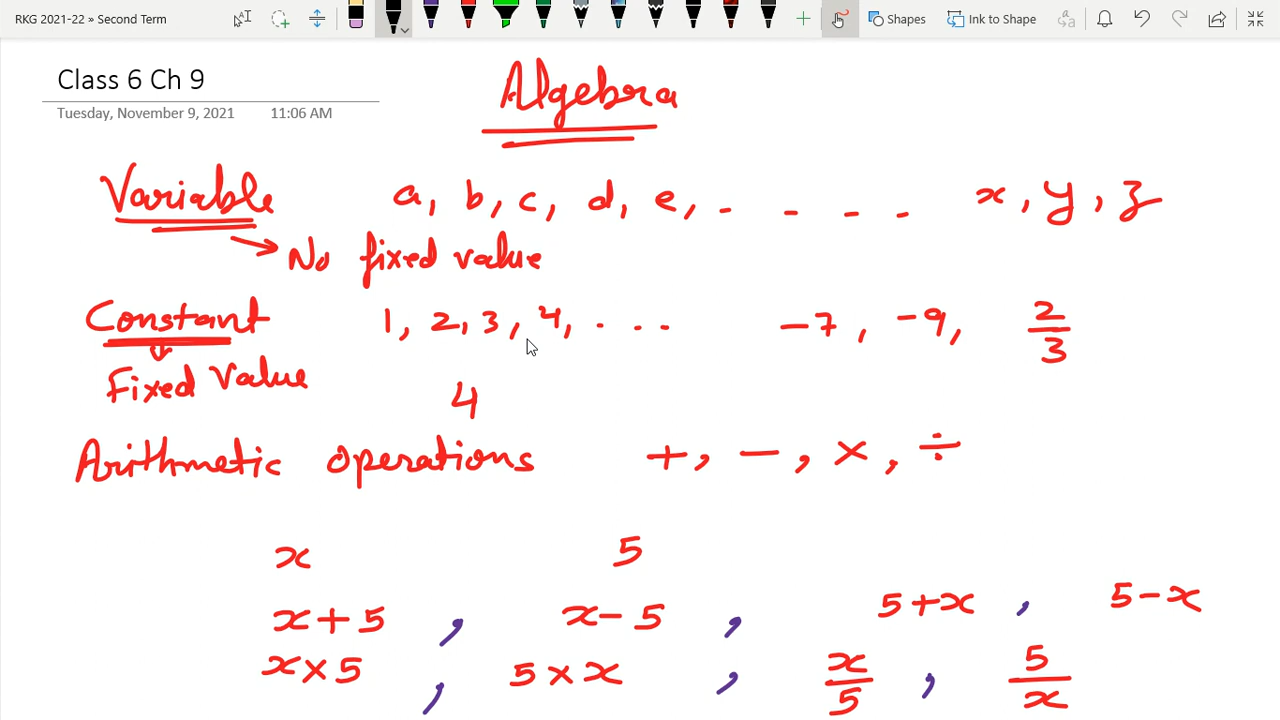 RKG 2021-22 » Second Term
Shapes
Ink to Shape
Class 6 Ch 9
Tuesday, November 9, 2021 11:06 AM
Algebra
Variable a, b, c, d, e, - - - - x, y, z
→ No fixed value
Constant 1, 2, 3, 4, . . . . -7, -9, 2/3
Fixed Value
4
Arithmetic operations +, -, ×, ÷
x 5
x + 5 , x - 5 , 5 + x , 5 - x
x × 5 , 5 × x , x/5 , 5/x